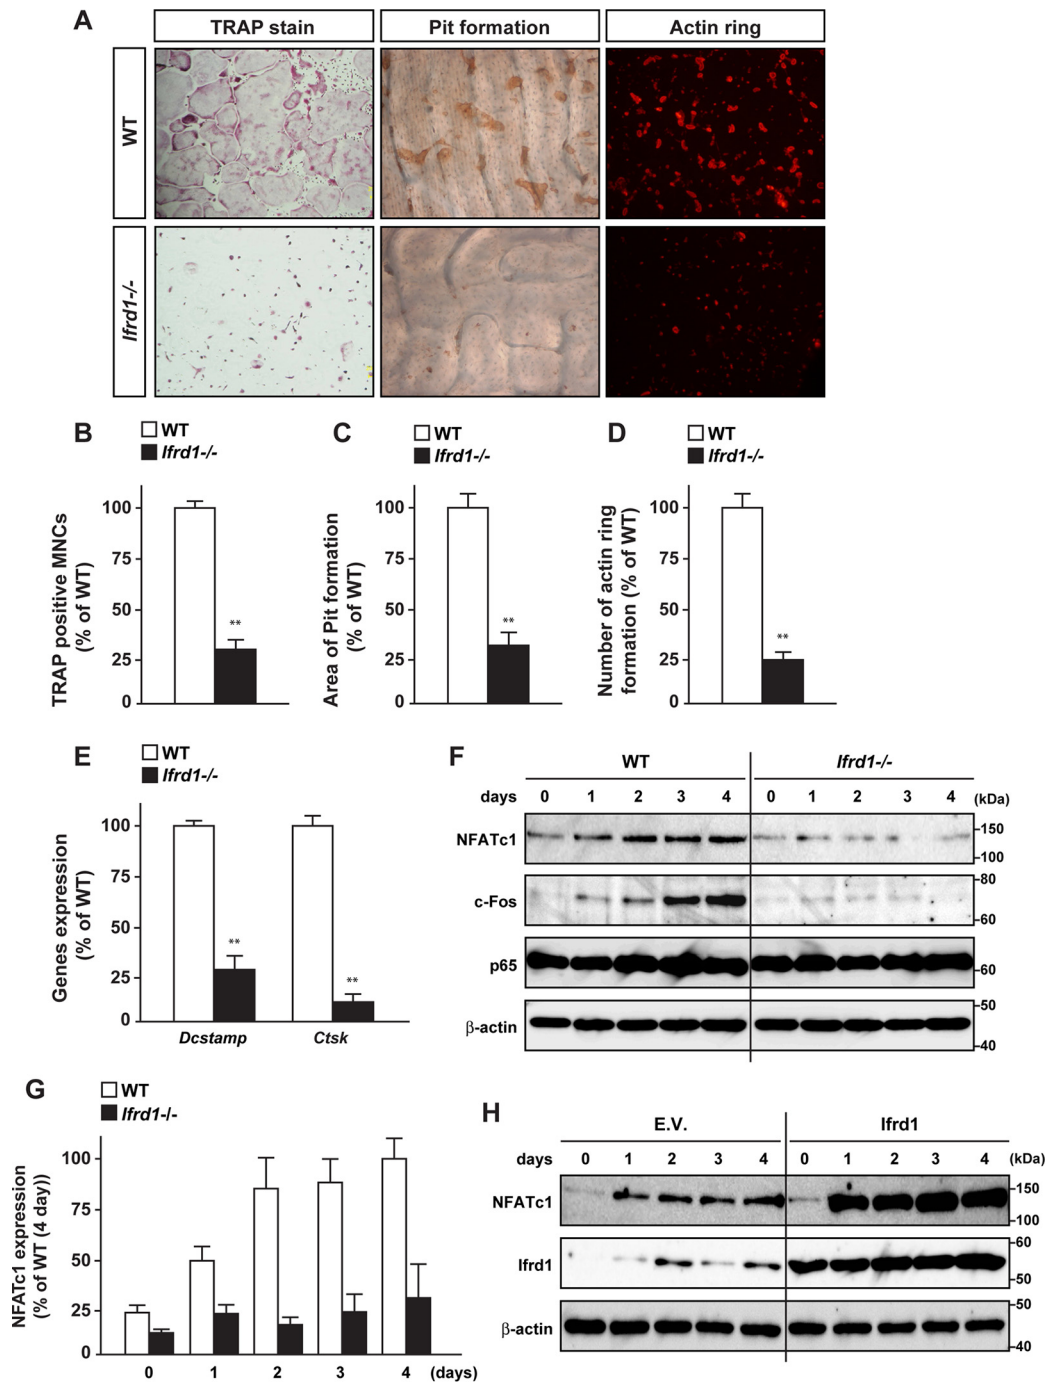 A
TRAP stain
Pit formation
Actin ring
WT
Ifrd1-/-
B
WT
Ifrd1-/-
TRAP positive MNCs
(% of WT)
100
75
50
25
0
**
C
WT
Ifrd1-/-
Area of Pit formation
(% of WT)
100
75
50
25
0
**
D
WT
Ifrd1-/-
Number of actin ring
formation (% of WT)
100
75
50
25
0
**
E
WT
Ifrd1-/-
Genes expression
(% of WT)
100
75
50
25
0
**
**
Dcstamp
Ctsk
F
WT
Ifrd1-/-
days 0 1 2 3 4 0 1 2 3 4 (kDa)
NFATc1
150
100
c-Fos
80
60
p65
60
β-actin
50
40
G
WT
Ifrd1-/-
NFATc1 expression
(% of WT (4 day))
100
75
50
25
0
0 1 2 3 4 (days)
H
E.V.
Ifrd1
days 0 1 2 3 4 0 1 2 3 4 (kDa)
NFATc1
150
100
Ifrd1
60
50
β-actin
50
40